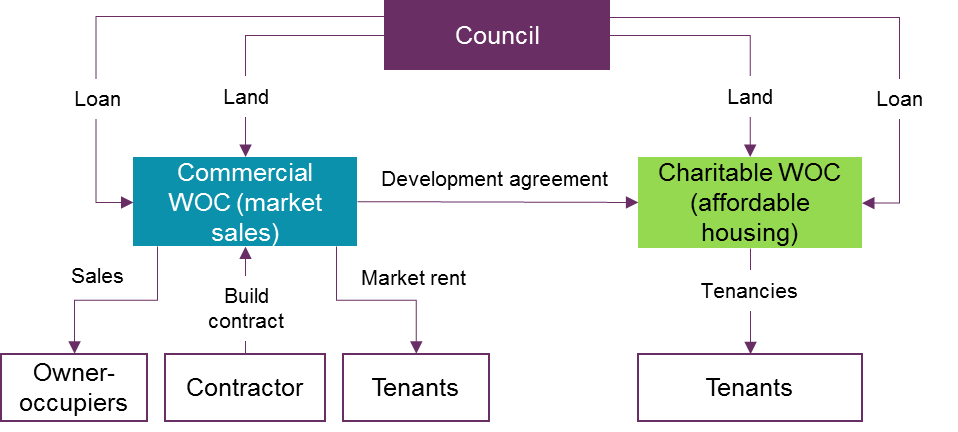 Council
Loan
Land
Land
Loan
Commercial
WOC (market
sales)
Development agreement
Charitable WOC
(affordable
housing)
Sales
Build
contract
Market rent
Tenancies
Owner-
occupiers
Contractor
Tenants
Tenants